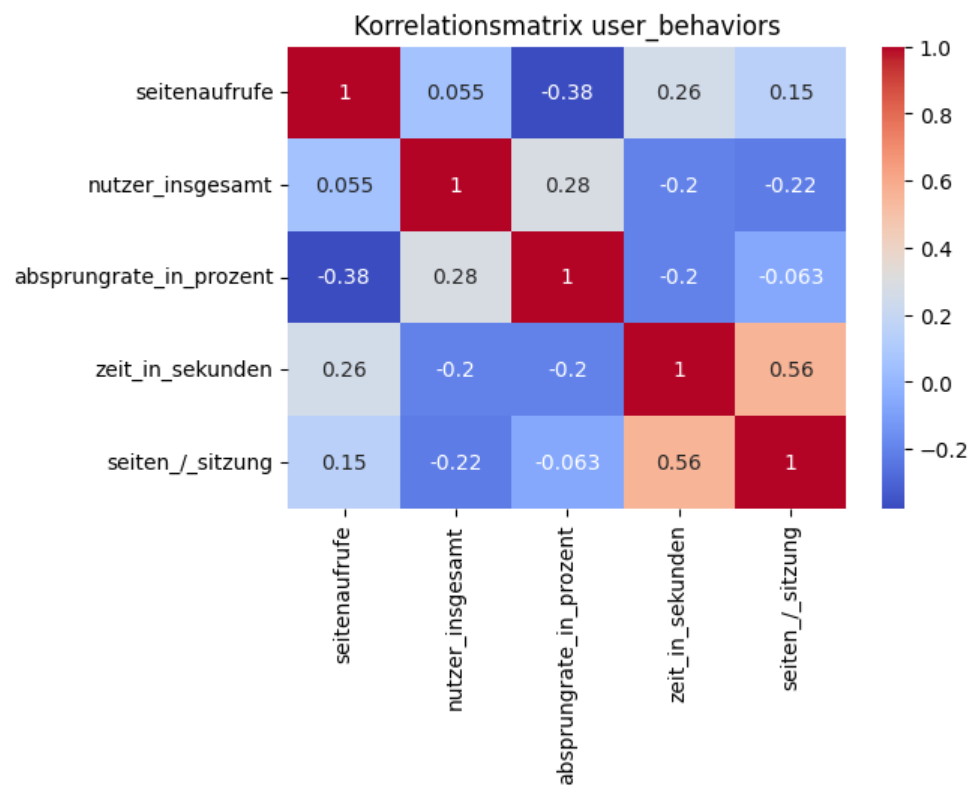 Korrelationsmatrix user_behaviors
seitenaufrufe 1 0.055 -0.38 0.26 0.15
nutzer_insgesamt 0.055 1 0.28 -0.2 -0.22
absprungrate_in_prozent -0.38 0.28 1 -0.2 -0.063
zeit_in_sekunden 0.26 -0.2 -0.2 1 0.56
seiten_/_sitzung 0.15 -0.22 -0.063 0.56 1
seitenaufrufe
nutzer_insgesamt
absprungrate_in_prozent
zeit_in_sekunden
seiten_/_sitzung
1.0
0.8
0.6
0.4
0.2
0.0
−0.2